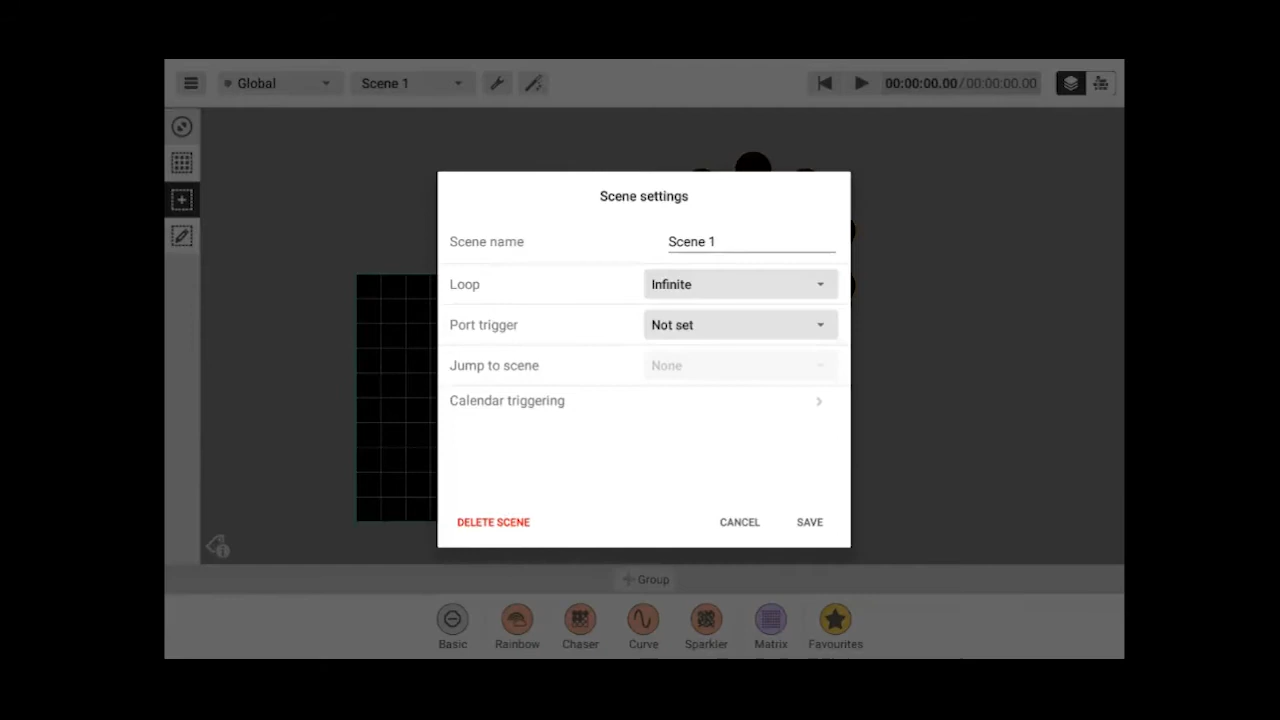 Global
Scene 1
00:00:00.00/00:00:00.00
Scene settings
Scene name Scene 1
Loop Infinite
Port trigger Not set
Jump to scene None
Calendar triggering
DELETE SCENE CANCEL SAVE
+ Group
Basic Rainbow Chaser Curve Sparkler Matrix Favourites